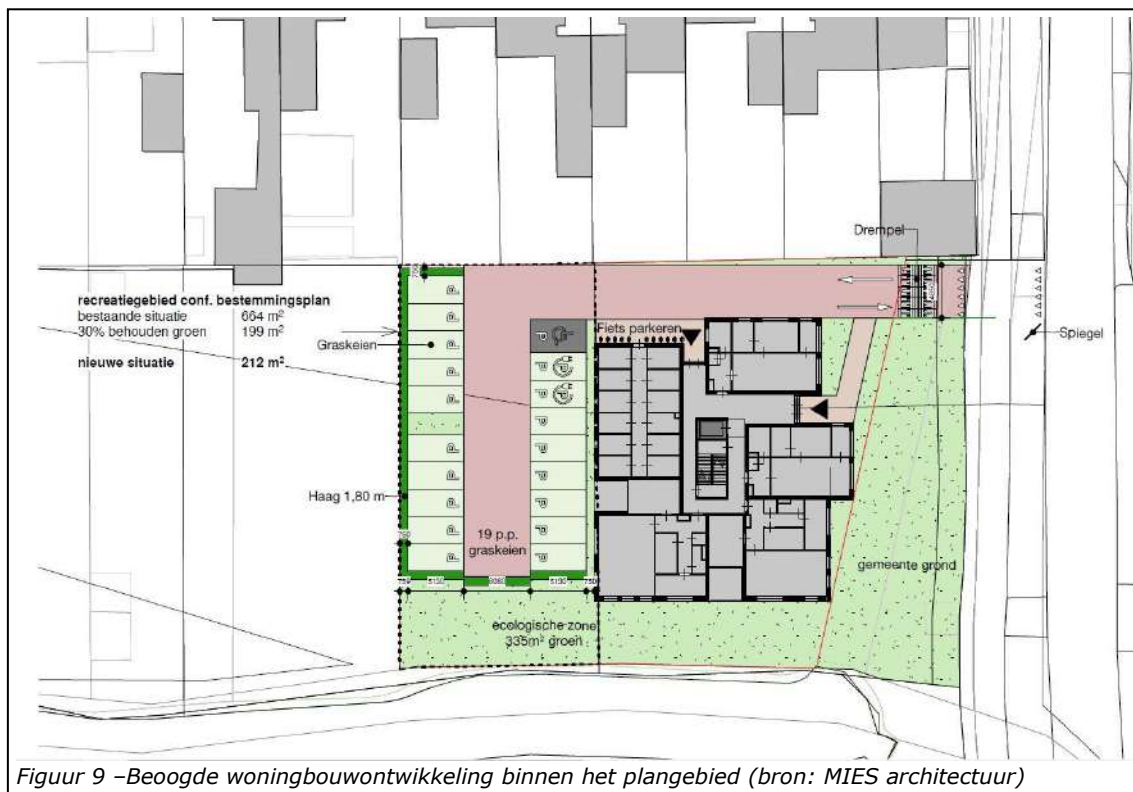 Drempel
recreatiegebied conf. bestemmingsplan
bestaande situatie 664 m²
30% behouden groen 199 m²
nieuwe situatie 212 m²
Graskeien
Fiets parkeren
Spiegel
Haag 1,80 m
19 p.p.
graskeien
gemeente grond
ecologische zone
335m² groen
Figuur 9 –Beoogde woningbouwontwikkeling binnen het plangebied (bron: MIES architectuur)